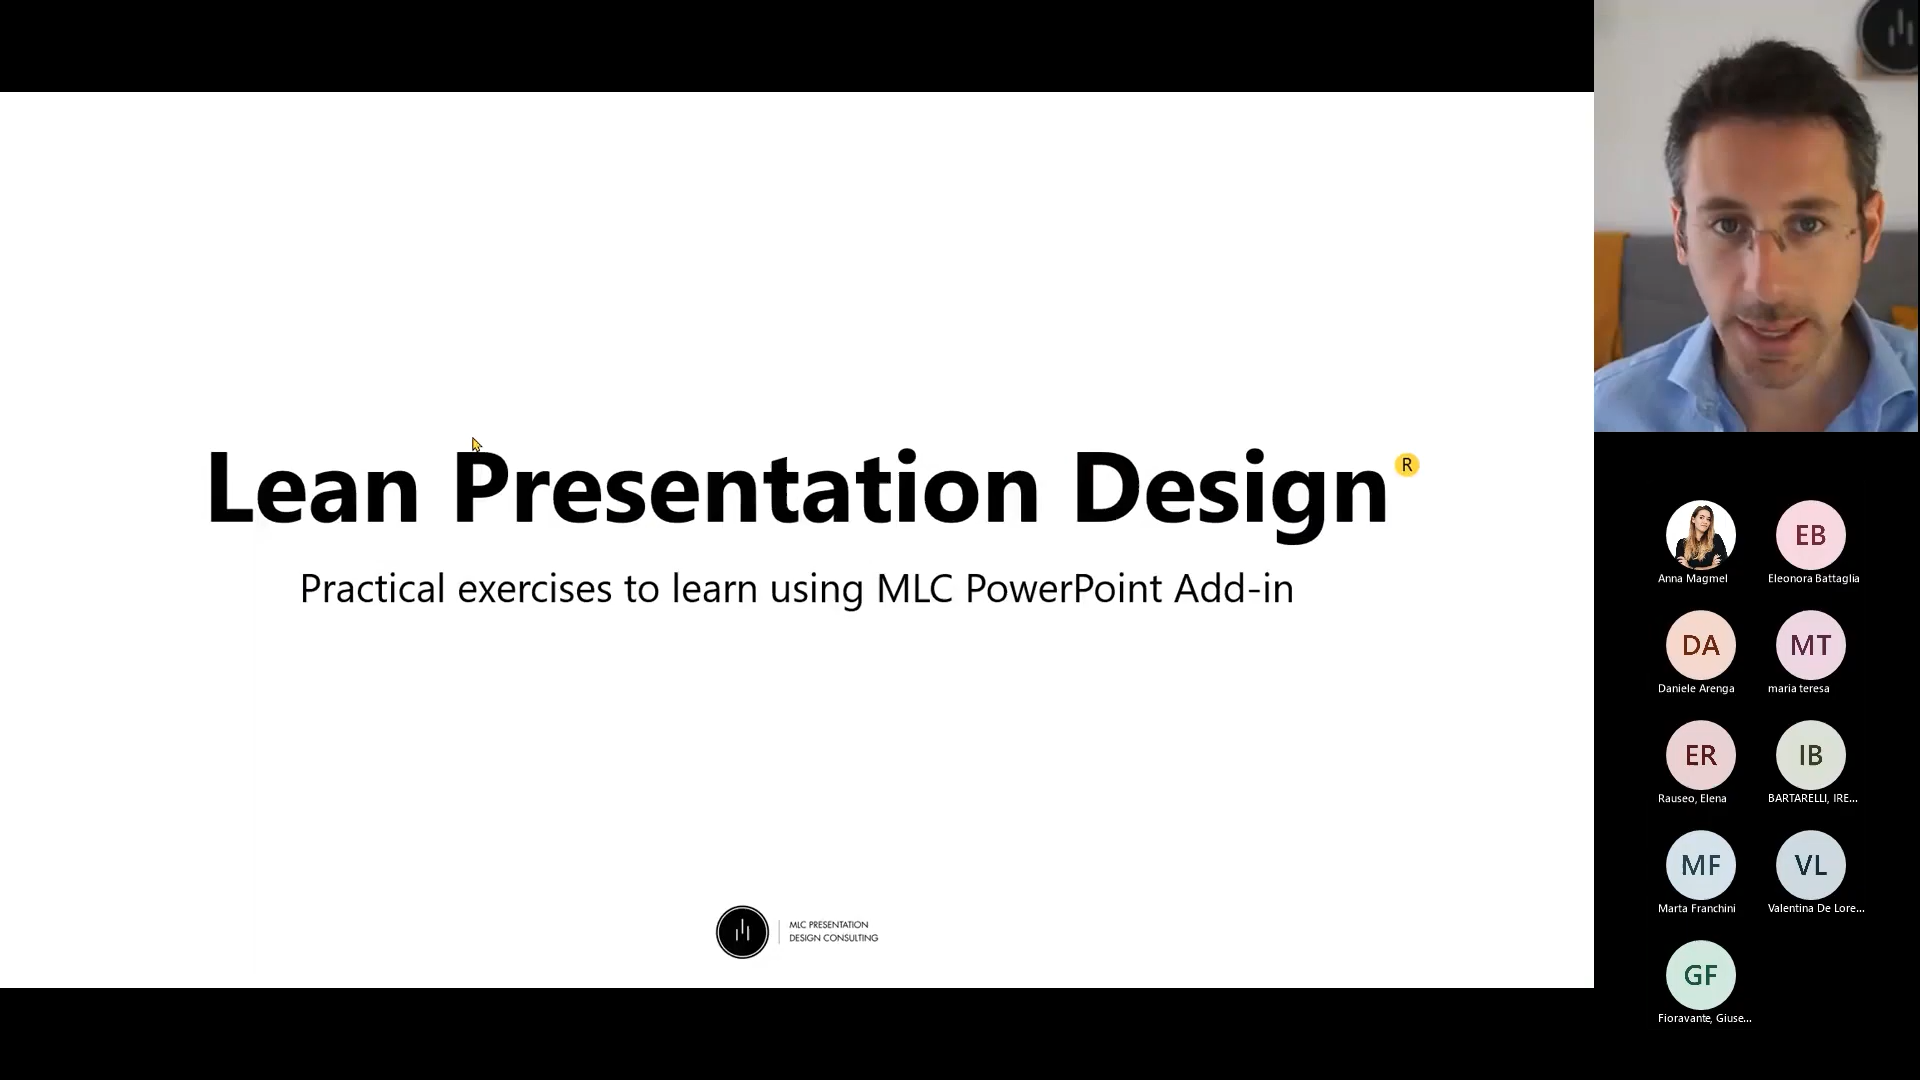 Lean Presentation Design
R
Practical exercises to learn using MLC PowerPoint Add-in
MLC PRESENTATION
DESIGN CONSULTING
Anna Magmel
EB
Eleonora Battaglia
DA
Daniele Arenga
MT
maria teresa
ER
Rauseo, Elena
IB
BARTARELLI, IRE...
MF
Marta Franchini
VL
Valentina De Lore...
GF
Fioravante, Giuse...